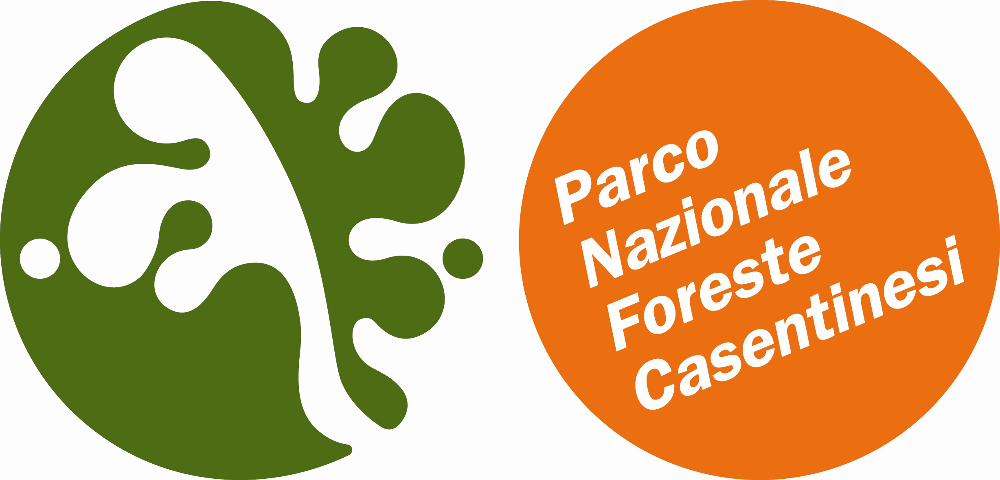 Parco
Nazionale
Foreste
Casentinesi